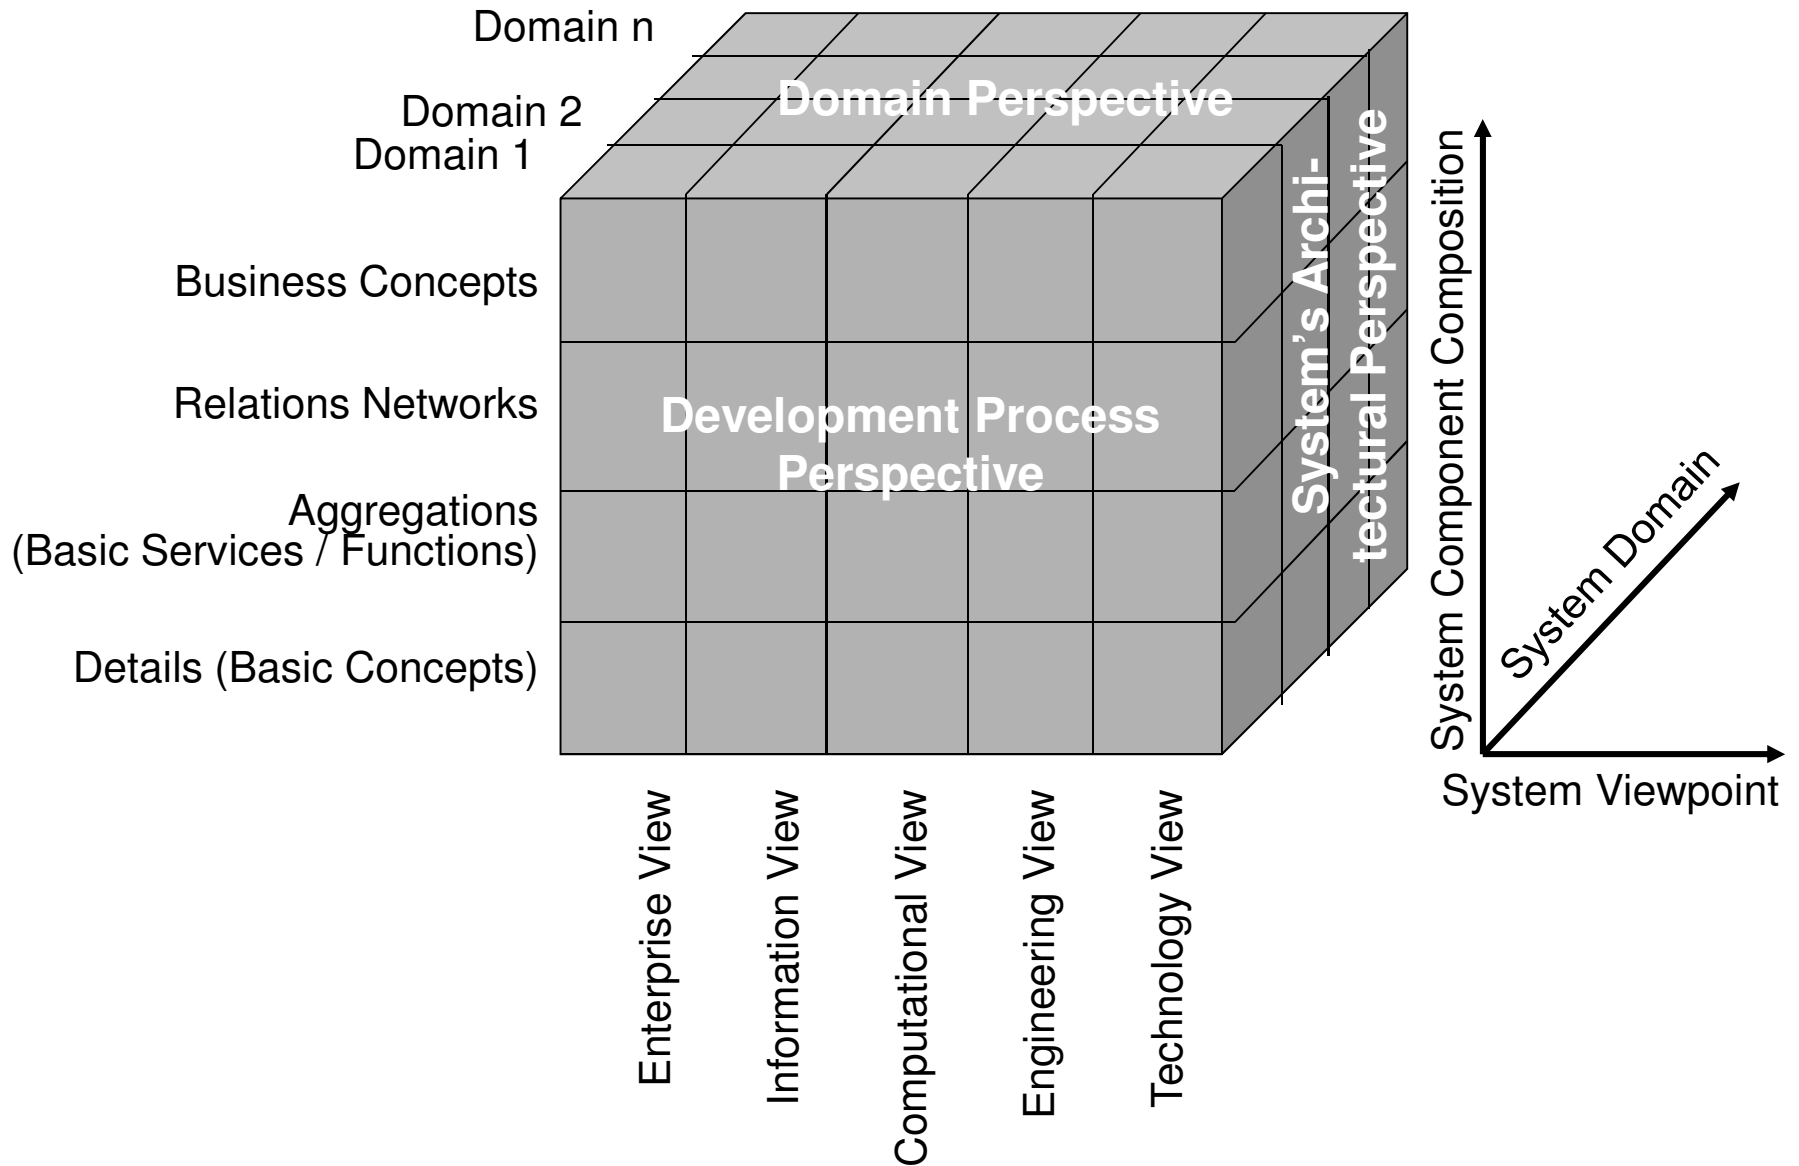 Domain n
Domain 2
Domain 1
Domain Perspective
Business Concepts
Relations Networks
Aggregations
(Basic Services / Functions)
Details (Basic Concepts)
Development Process
Perspective
System’s Archi-
tectural Perspective
System Component Composition
System Domain
System Viewpoint
Enterprise View
Information View
Computational View
Engineering View
Technology View